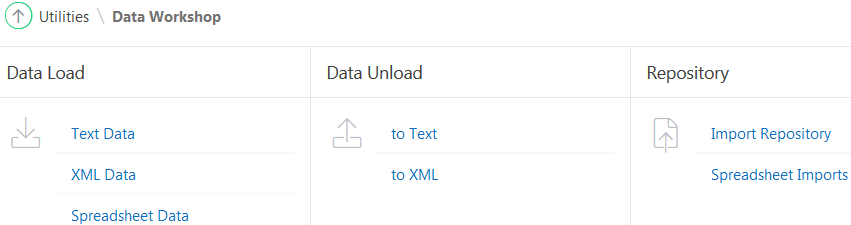 Utilities \ Data Workshop
Data Load
Text Data
XML Data
Spreadsheet Data
Data Unload
to Text
to XML
Repository
Import Repository
Spreadsheet Imports